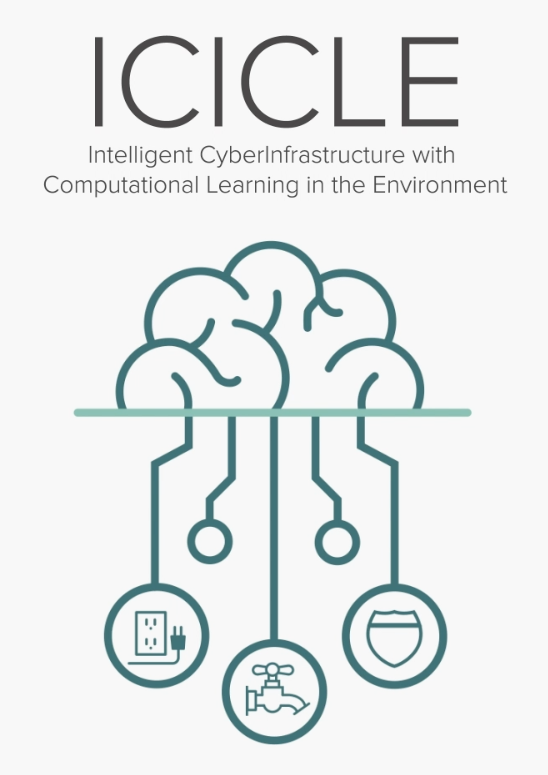 ICICLE
Intelligent CyberInfrastructure with
Computational Learning in the Environment